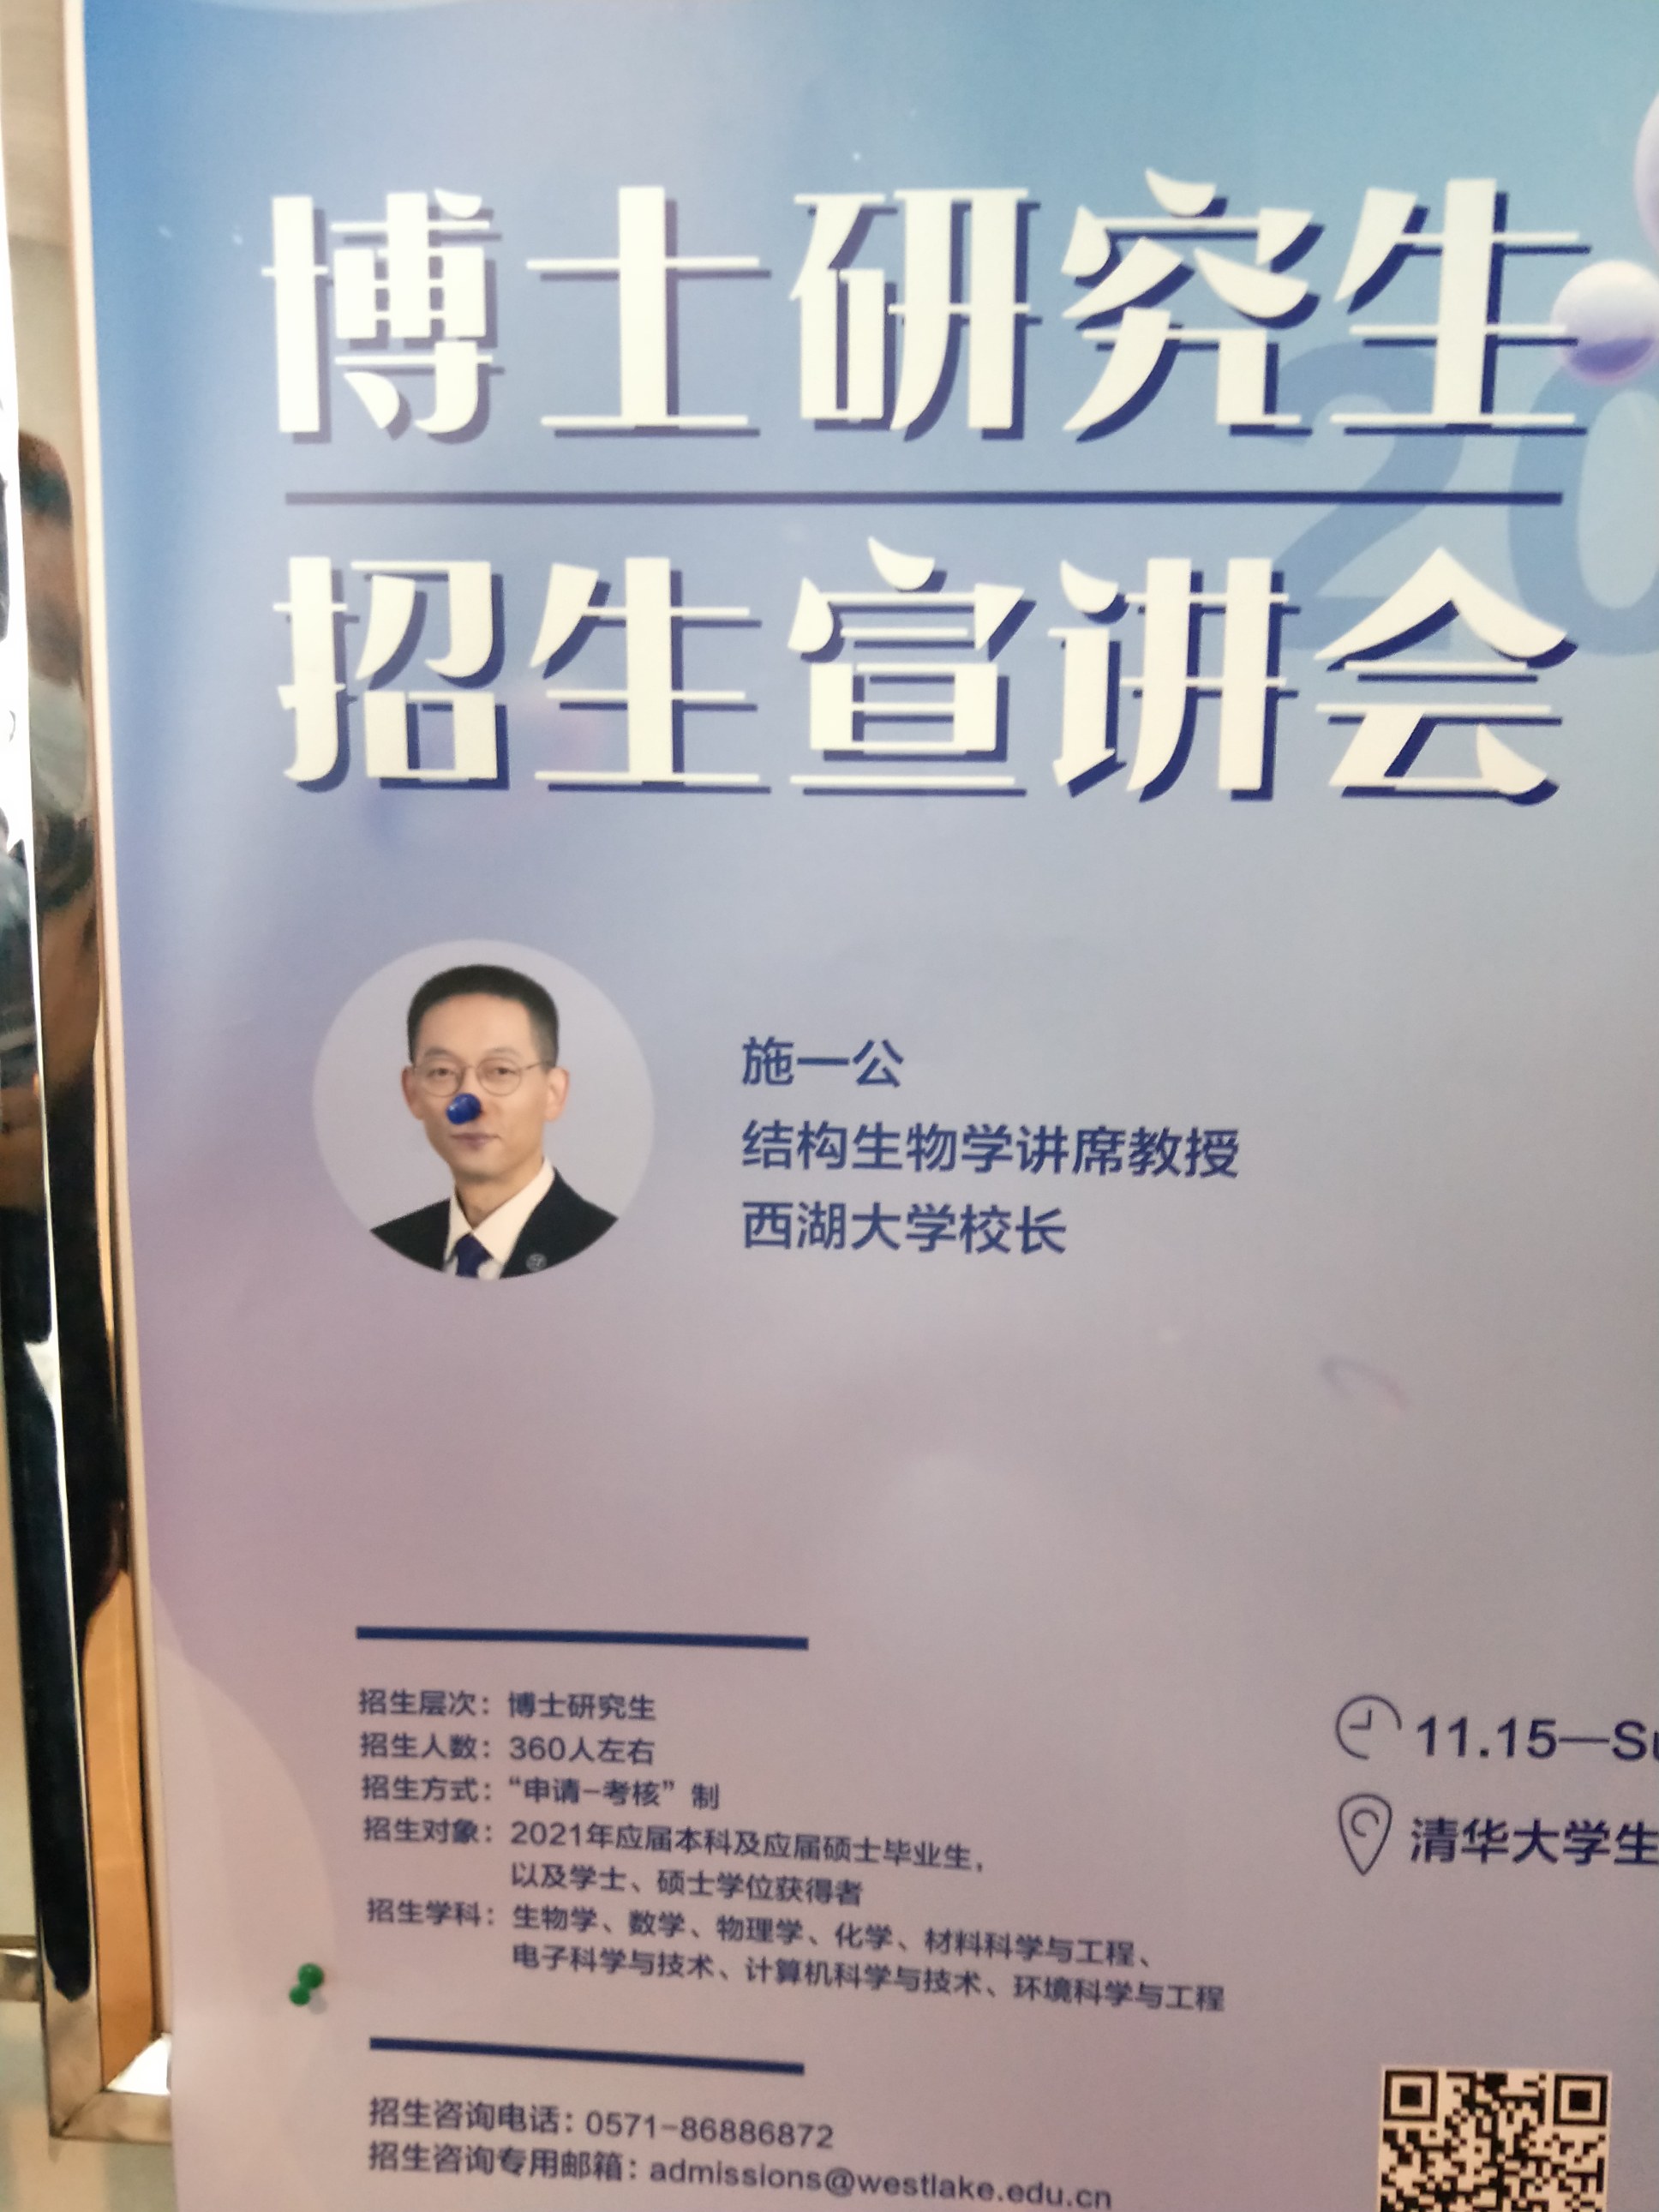 博士研究生
招生宣讲会
20
施一公
结构生物学讲席教授
西湖大学校长
招生层次：博士研究生
招生人数：360人左右
招生方式：“申请-考核”制
招生对象：2021年应届本科及应届硕士毕业生，
以及学士、硕士学位获得者
招生学科：生物学、数学、物理学、化学、材料科学与工程、
电子科学与技术、计算机科学与技术、环境科学与工程
11.15—Su
清华大学生
招生咨询电话：0571-86886872
招生咨询专用邮箱：admissions@westlake.edu.cn